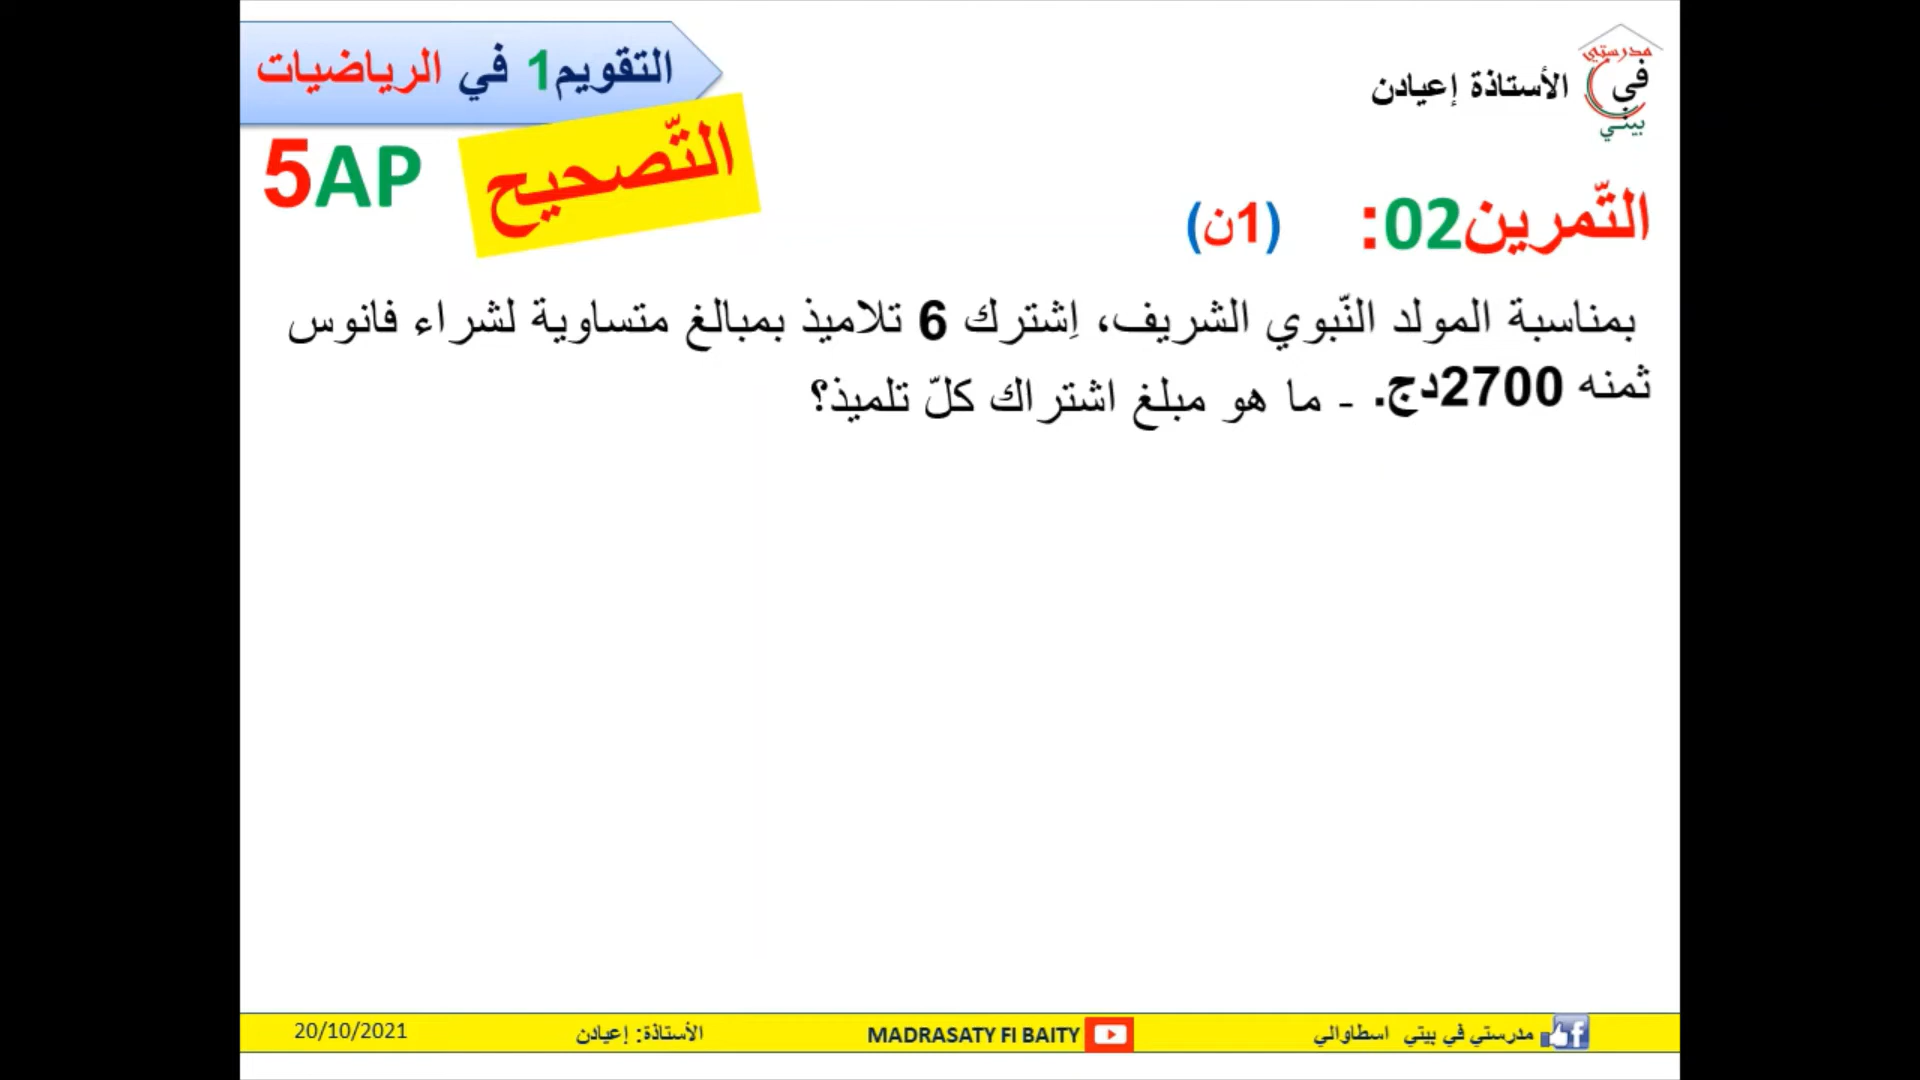 التقويم1 في الرياضيات
مدرستي
في
بيتي
الأستاذة إعيادن
5AP
التّصحيح
التّمرين02: (1ن)
بمناسبة المولد النّبوي الشريف، اِشترك 6 تلاميذ بمبالغ متساوية لشراء فانوس
ثمنه 2700دج. - ما هو مبلغ اشتراك كلّ تلميذ؟
مدرستي في بيتي اسطاوالي MADRASATY FI BAITY الأستاذة: إعيادن 20/10/2021